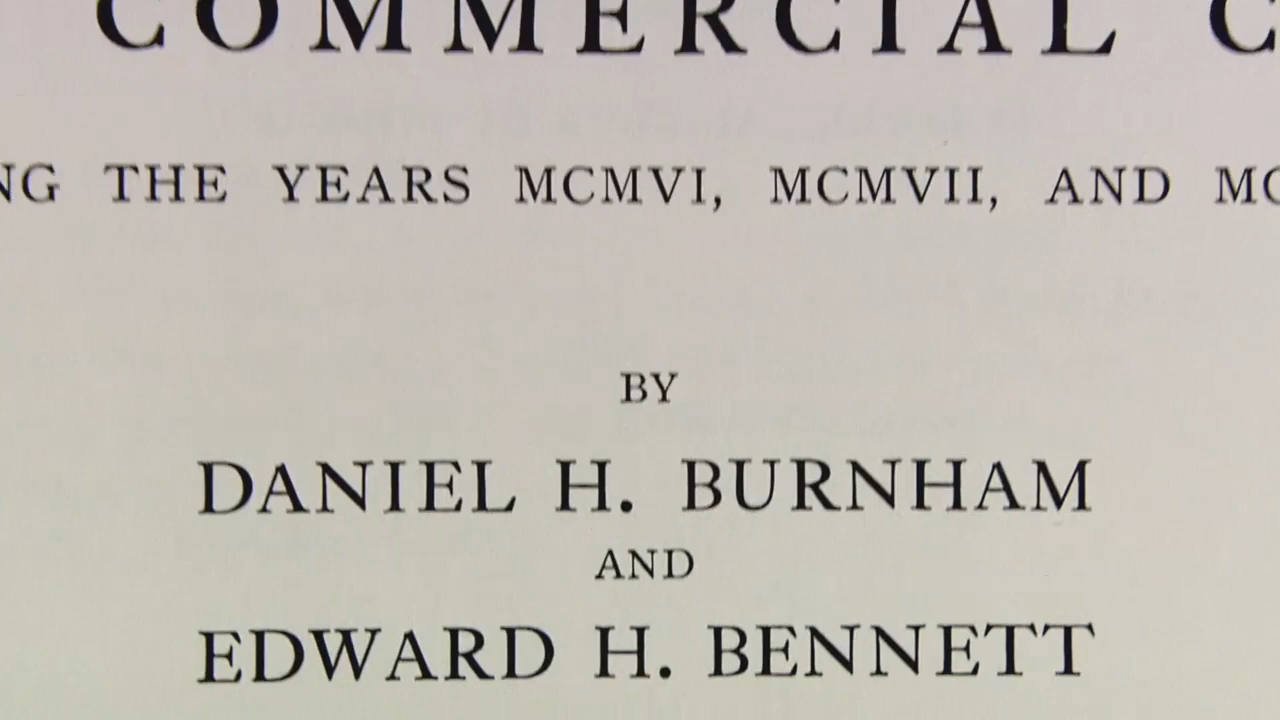 COMMERCIAL C
NG THE YEARS MCMVI, MCMVII, AND MC
BY
DANIEL H. BURNHAM
AND
EDWARD H. BENNETT